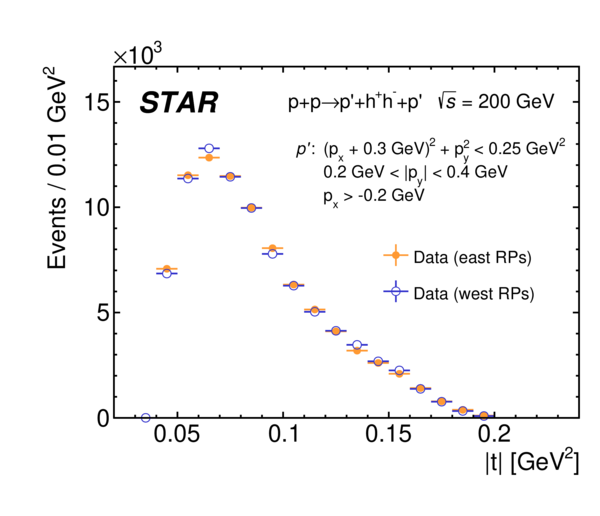 ×10³
STAR
p+p→p'+h⁺h⁻+p' √s = 200 GeV
p': (pₓ + 0.3 GeV)² + p_y² < 0.25 GeV²
0.2 GeV < |p_y| < 0.4 GeV
pₓ > -0.2 GeV
Data (east RPs)
Data (west RPs)
Events / 0.01 GeV²
15
10
5
0
0.05 0.1 0.15 0.2
|t| [GeV²]